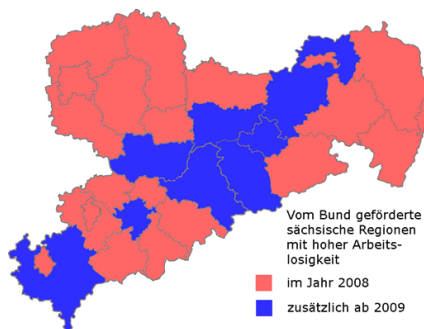 Vom Bund geförderte
sächsische Regionen
mit hoher Arbeits-
losigkeit
im Jahr 2008
zusätzlich ab 2009